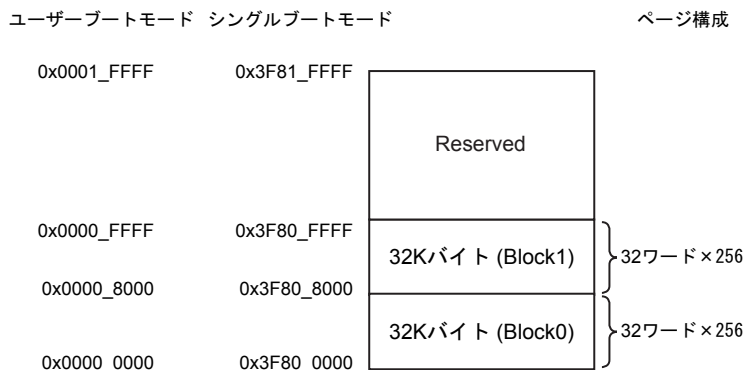 ユーザーブートモード シングルブートモード ページ構成
0x0001_FFFF 0x3F81_FFFF
Reserved
0x0000_FFFF 0x3F80_FFFF
32Kバイト (Block1) 32ワード×256
0x0000_8000 0x3F80_8000
32Kバイト (Block0) 32ワード×256
0x0000_0000 0x3F80_0000